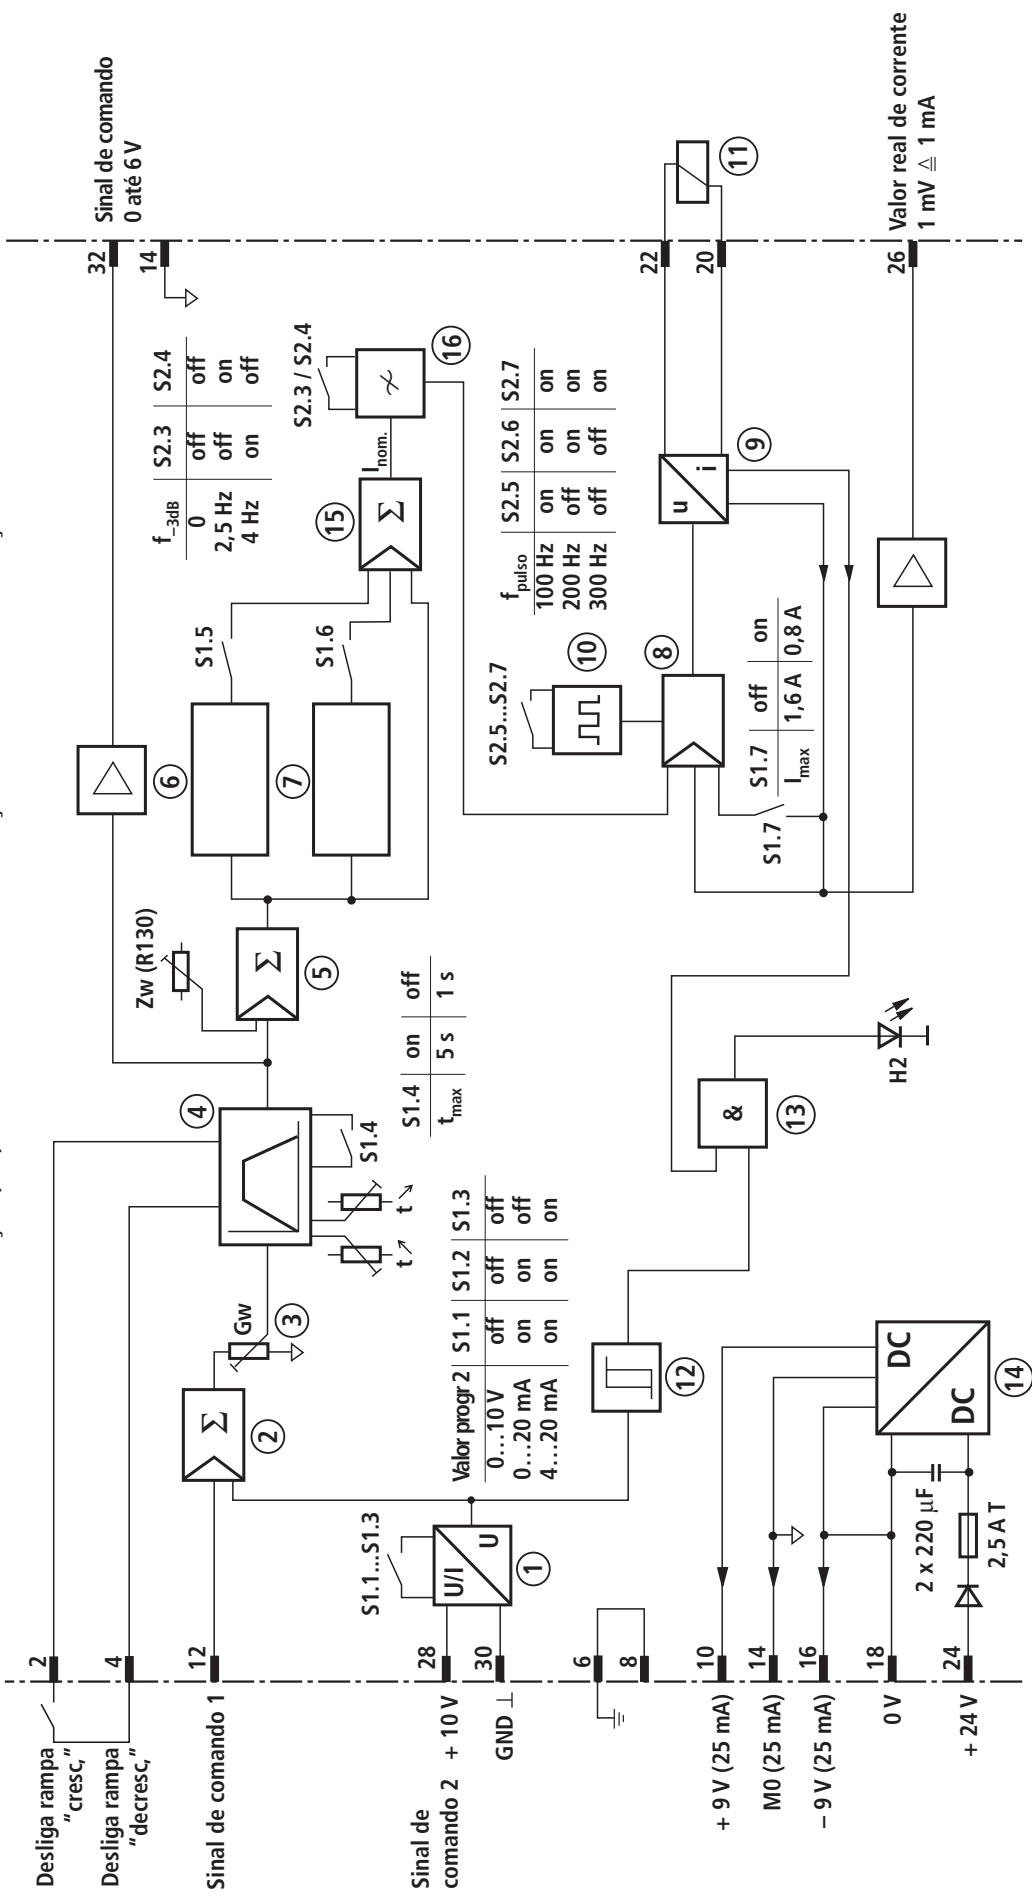 Desliga rampa
"cresc,"
Desliga rampa
"decresc,"
Sinal de comando 1
Sinal de
comando 2
+ 10 V
GND ⊥
+ 9 V (25 mA)
M0 (25 mA)
– 9 V (25 mA)
0 V
+ 24 V
2
4
12
28
30
6
8
10
14
16
18
24
S1.1...S1.3
U/I
U
1
Σ
2
Gw
3
4
t
t
S1.4
S1.4 on off
t max 5 s 1 s
Valor progr 2 S1.1 S1.2 S1.3
0...10 V off off off
0...20 mA on on off
4...20 mA on on on
12
2 x 220 µF
2,5 A T
DC
DC
14
&
13
H2
Zw (R130)
Σ
5
6
7
S1.5
S1.6
Σ
15
I nom.
S2.3 / S2.4
16
f –3dB S2.3 S2.4
0 off off
2,5 Hz off on
4 Hz on off
S2.5...S2.7
10
8
f pulso S2.5 S2.6 S2.7
100 Hz on on on
200 Hz off on on
300 Hz off off on
S1.7
S1.7 off on
I max 1,6 A 0,8 A
u
i
9
32
14
22
20
26
Sinal de comando
0 até 6 V
11
Valor real de corrente
1 mV ≙ 1 mA